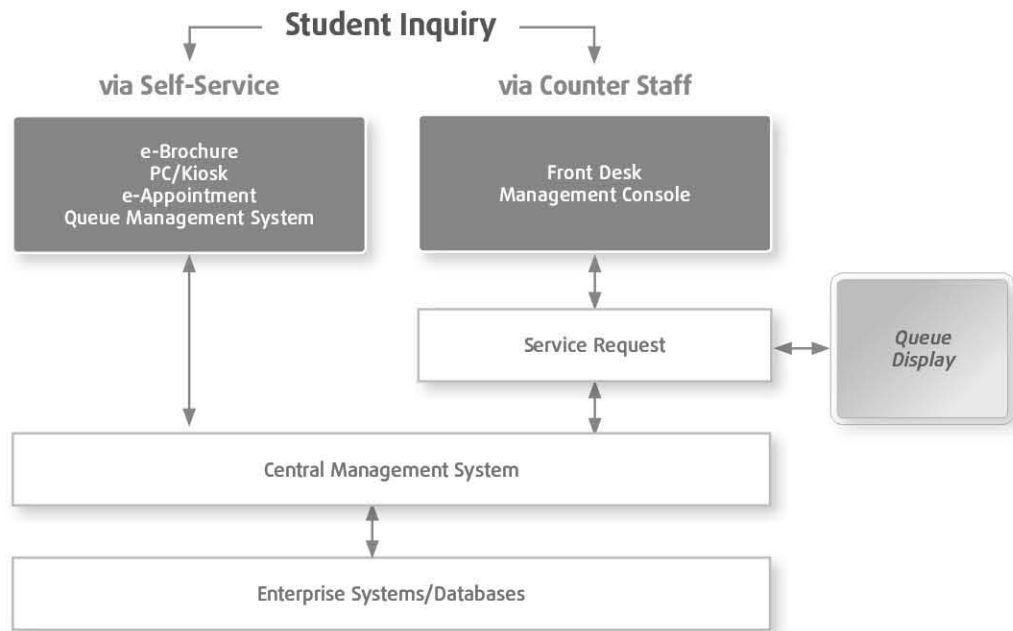 Student Inquiry
via Self-Service
via Counter Staff
e-Brochure
PC/Kiosk
e-Appointment
Queue Management System
Front Desk
Management Console
Service Request
Queue
Display
Central Management System
Enterprise Systems/Databases